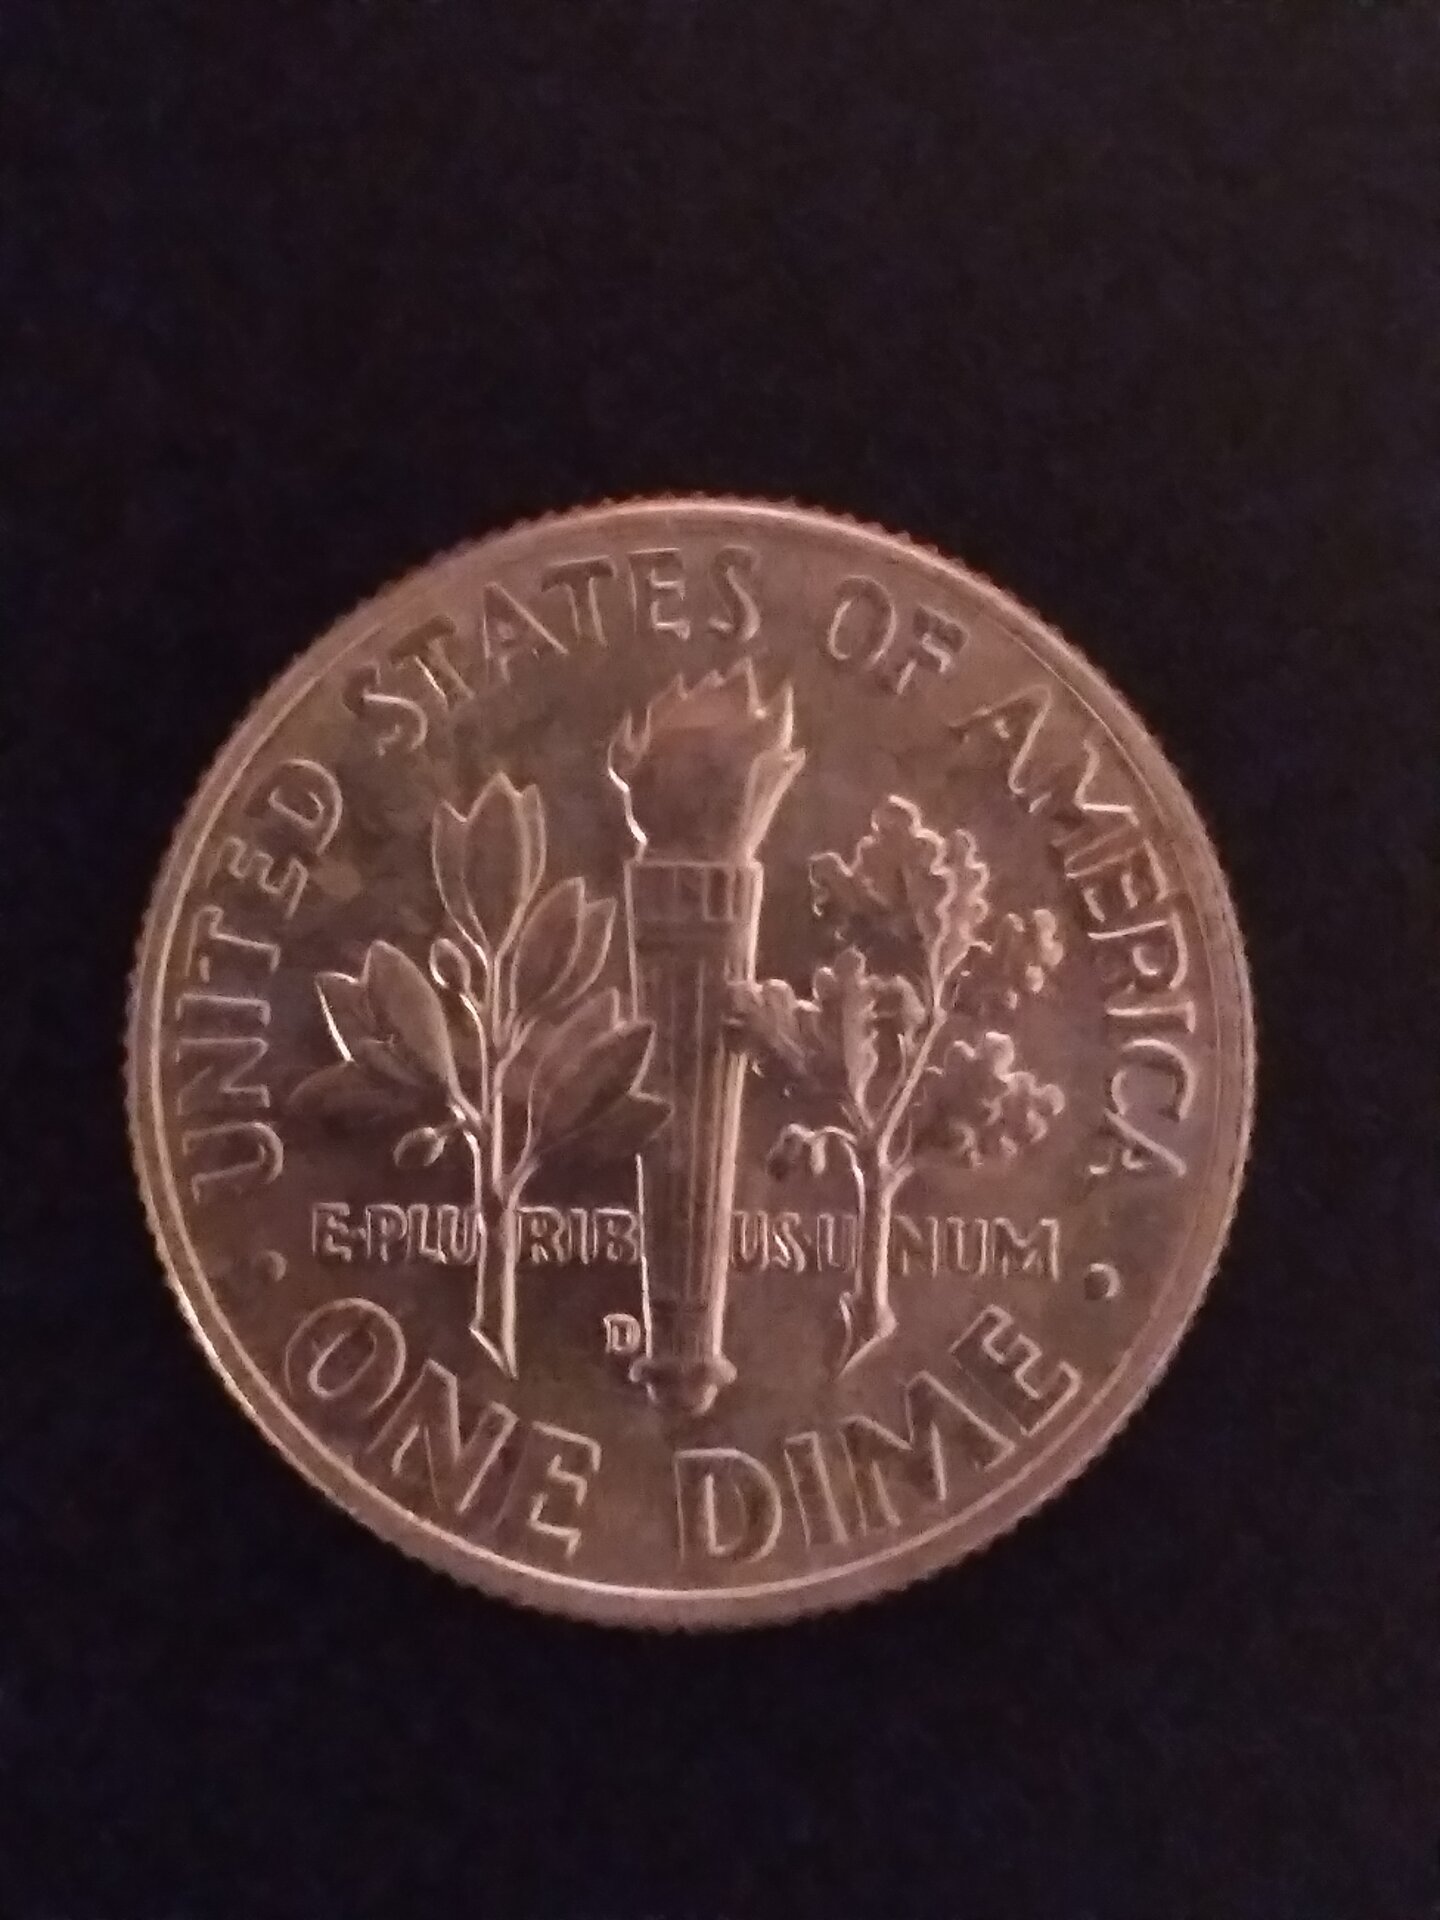 UNITED STATES OF AMERICA
E·PLURIBUS UNUM
D
· ONE DIME ·